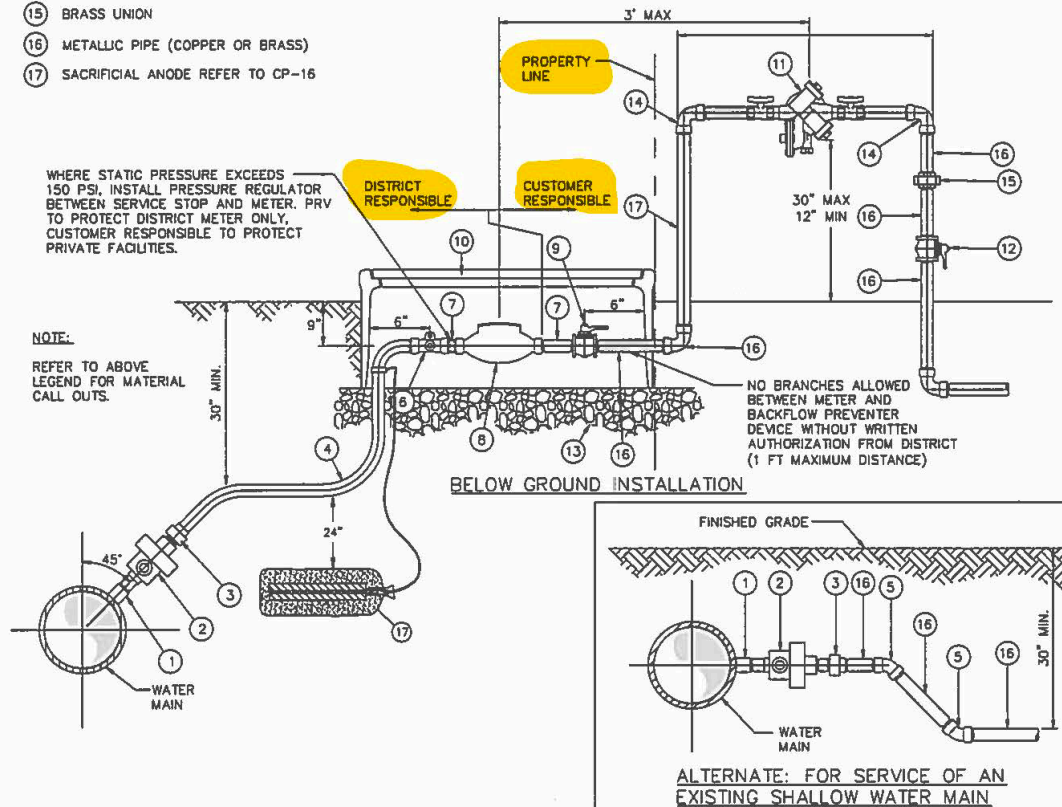 15 BRASS UNION
16 METALLIC PIPE (COPPER OR BRASS)
17 SACRIFICIAL ANODE REFER TO CP-16
3' MAX
PROPERTY
LINE
11
14
14
16
15
WHERE STATIC PRESSURE EXCEEDS
150 PSI, INSTALL PRESSURE REGULATOR
BETWEEN SERVICE STOP AND METER. PRV
TO PROTECT DISTRICT METER ONLY,
CUSTOMER RESPONSIBLE TO PROTECT
PRIVATE FACILITIES.
DISTRICT
RESPONSIBLE
CUSTOMER
RESPONSIBLE
17
30" MAX
12" MIN
16
12
16
10
9
7
7
6"
6"
9"
NOTE:
REFER TO ABOVE
LEGEND FOR MATERIAL
CALL OUTS.
30" MIN.
16
6
8
13
16
NO BRANCHES ALLOWED
BETWEEN METER AND
BACKFLOW PREVENTER
DEVICE WITHOUT WRITTEN
AUTHORIZATION FROM DISTRICT
(1 FT MAXIMUM DISTANCE)
4
BELOW GROUND INSTALLATION
24"
45°
3
2
1
17
WATER
MAIN
FINISHED GRADE
1
2
3
16
5
16
5
16
30" MIN.
WATER
MAIN
ALTERNATE: FOR SERVICE OF AN
EXISTING SHALLOW WATER MAIN